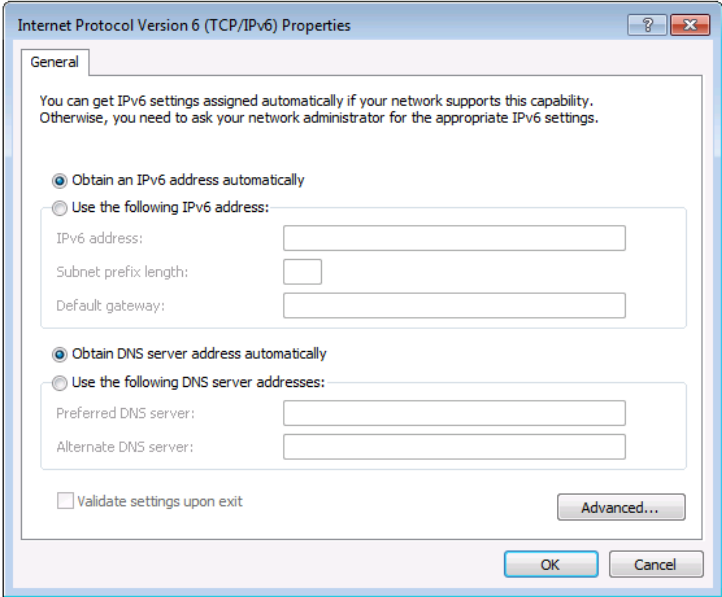 Internet Protocol Version 6 (TCP/IPv6) Properties
?
General
You can get IPv6 settings assigned automatically if your network supports this capability.
Otherwise, you need to ask your network administrator for the appropriate IPv6 settings.
Obtain an IPv6 address automatically
Use the following IPv6 address:
IPv6 address:
Subnet prefix length:
Default gateway:
Obtain DNS server address automatically
Use the following DNS server addresses:
Preferred DNS server:
Alternate DNS server:
Validate settings upon exit
Advanced...
OK Cancel